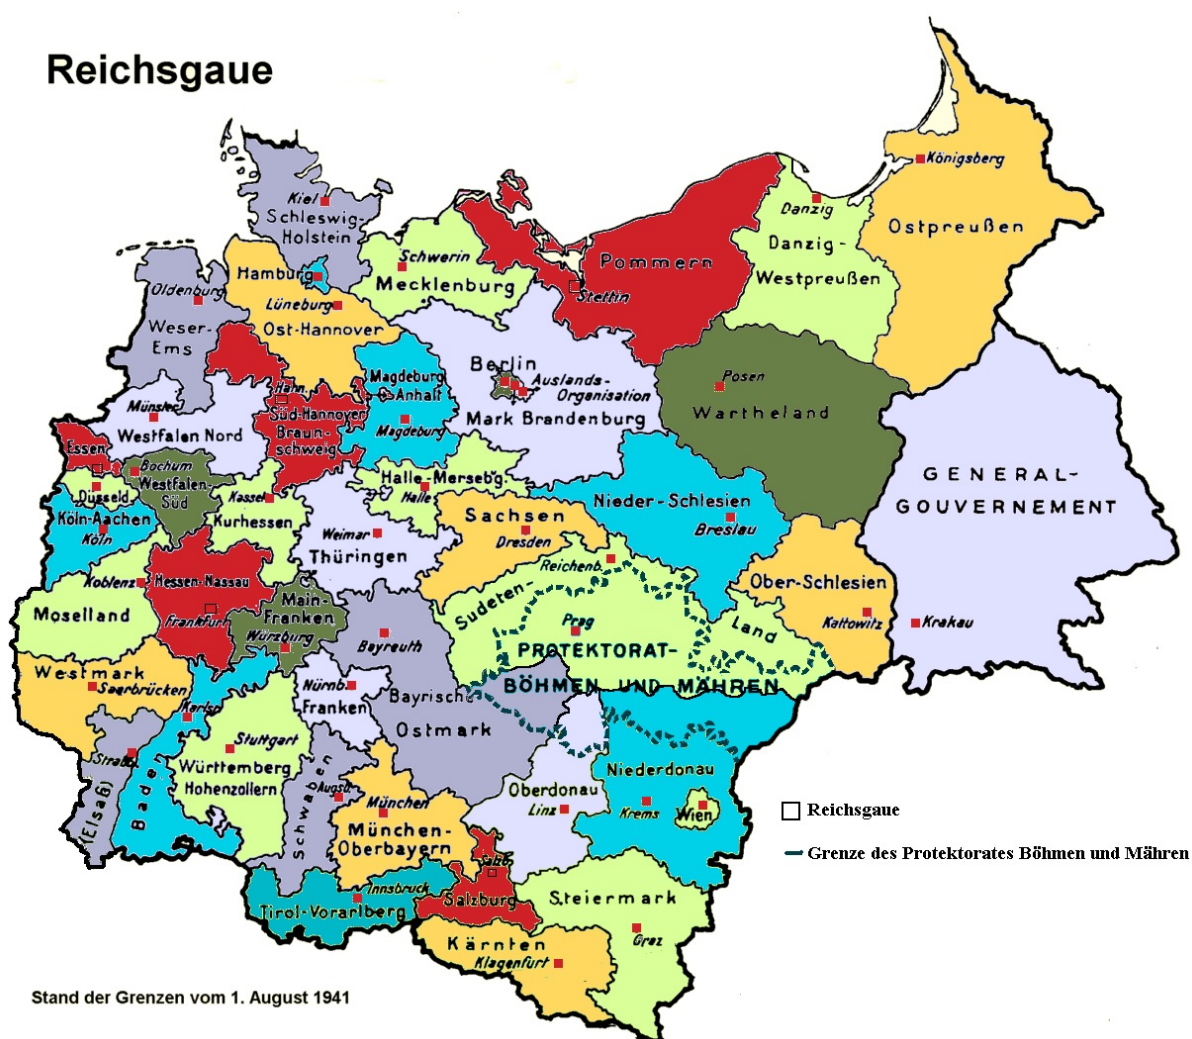 Reichsgaue
Königsberg
Ostpreußen
Kiel
Schleswig-
Holstein
Danzig
Danzig-
Westpreußen
Schwerin
Mecklenburg
Pommern
Stettin
Hamburg
Lüneburg
Ost-Hannover
Oldenburg
Weser-
Ems
Berlin
Auslands-
Organisation
Mark Brandenburg
Magdeburg
Anhalt
Magdeburg
Posen
Wartheland
Hann.
Süd-Hannover
Braun-
schweig
Münster
Westfalen Nord
Essen
Bochum
Westfalen-
Süd
Düsseld.
Köln-Aachen
Köln
Kassel
Kurhessen
Halle-Mersebg.
Halle
GENERAL-
GOUVERNEMENT
Nieder-Schlesien
Breslau
Sachsen
Dresden
Weimar
Thüringen
Reichenb.
Ober-Schlesien
Kattowitz
Krakau
Koblenz
Moselland
Hessen-Nassau
Frankfurt
Main-
Franken
Würzburg
Sudeten-
Land
Prag
PROTEKTORAT-
BÖHMEN UND MÄHREN
Bayreuth
Bayrische
Ostmark
Nürnb.
Franken
Westmark
Saarbrücken
Karlsr.
Baden
Straßb.
(Elsaß)
Stuttgart
Württemberg
Hohenzollern
Schwaben
Augsb.
München
München-
Oberbayern
Oberdonau
Linz
Niederdonau
Krems
Wien
Reichsgaue
Grenze des Protektorates Böhmen und Mähren
Innsbruck
Tirol-Vorarlberg
Salzb.
Salzburg
Steiermark
Graz
Kärnten
Klagenfurt
Stand der Grenzen vom 1. August 1941